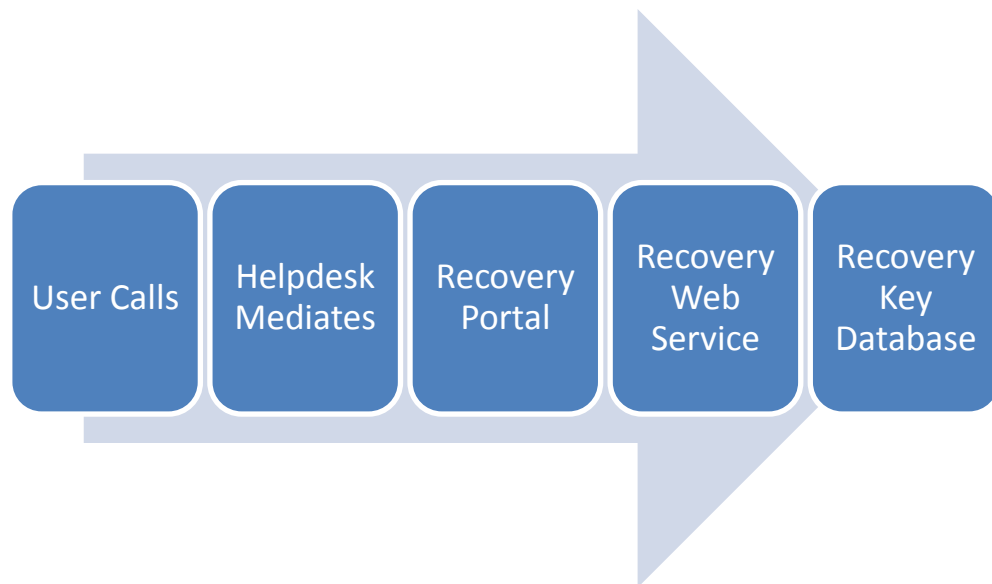 User Calls
Helpdesk
Mediates
Recovery
Portal
Recovery
Web
Service
Recovery
Key
Database